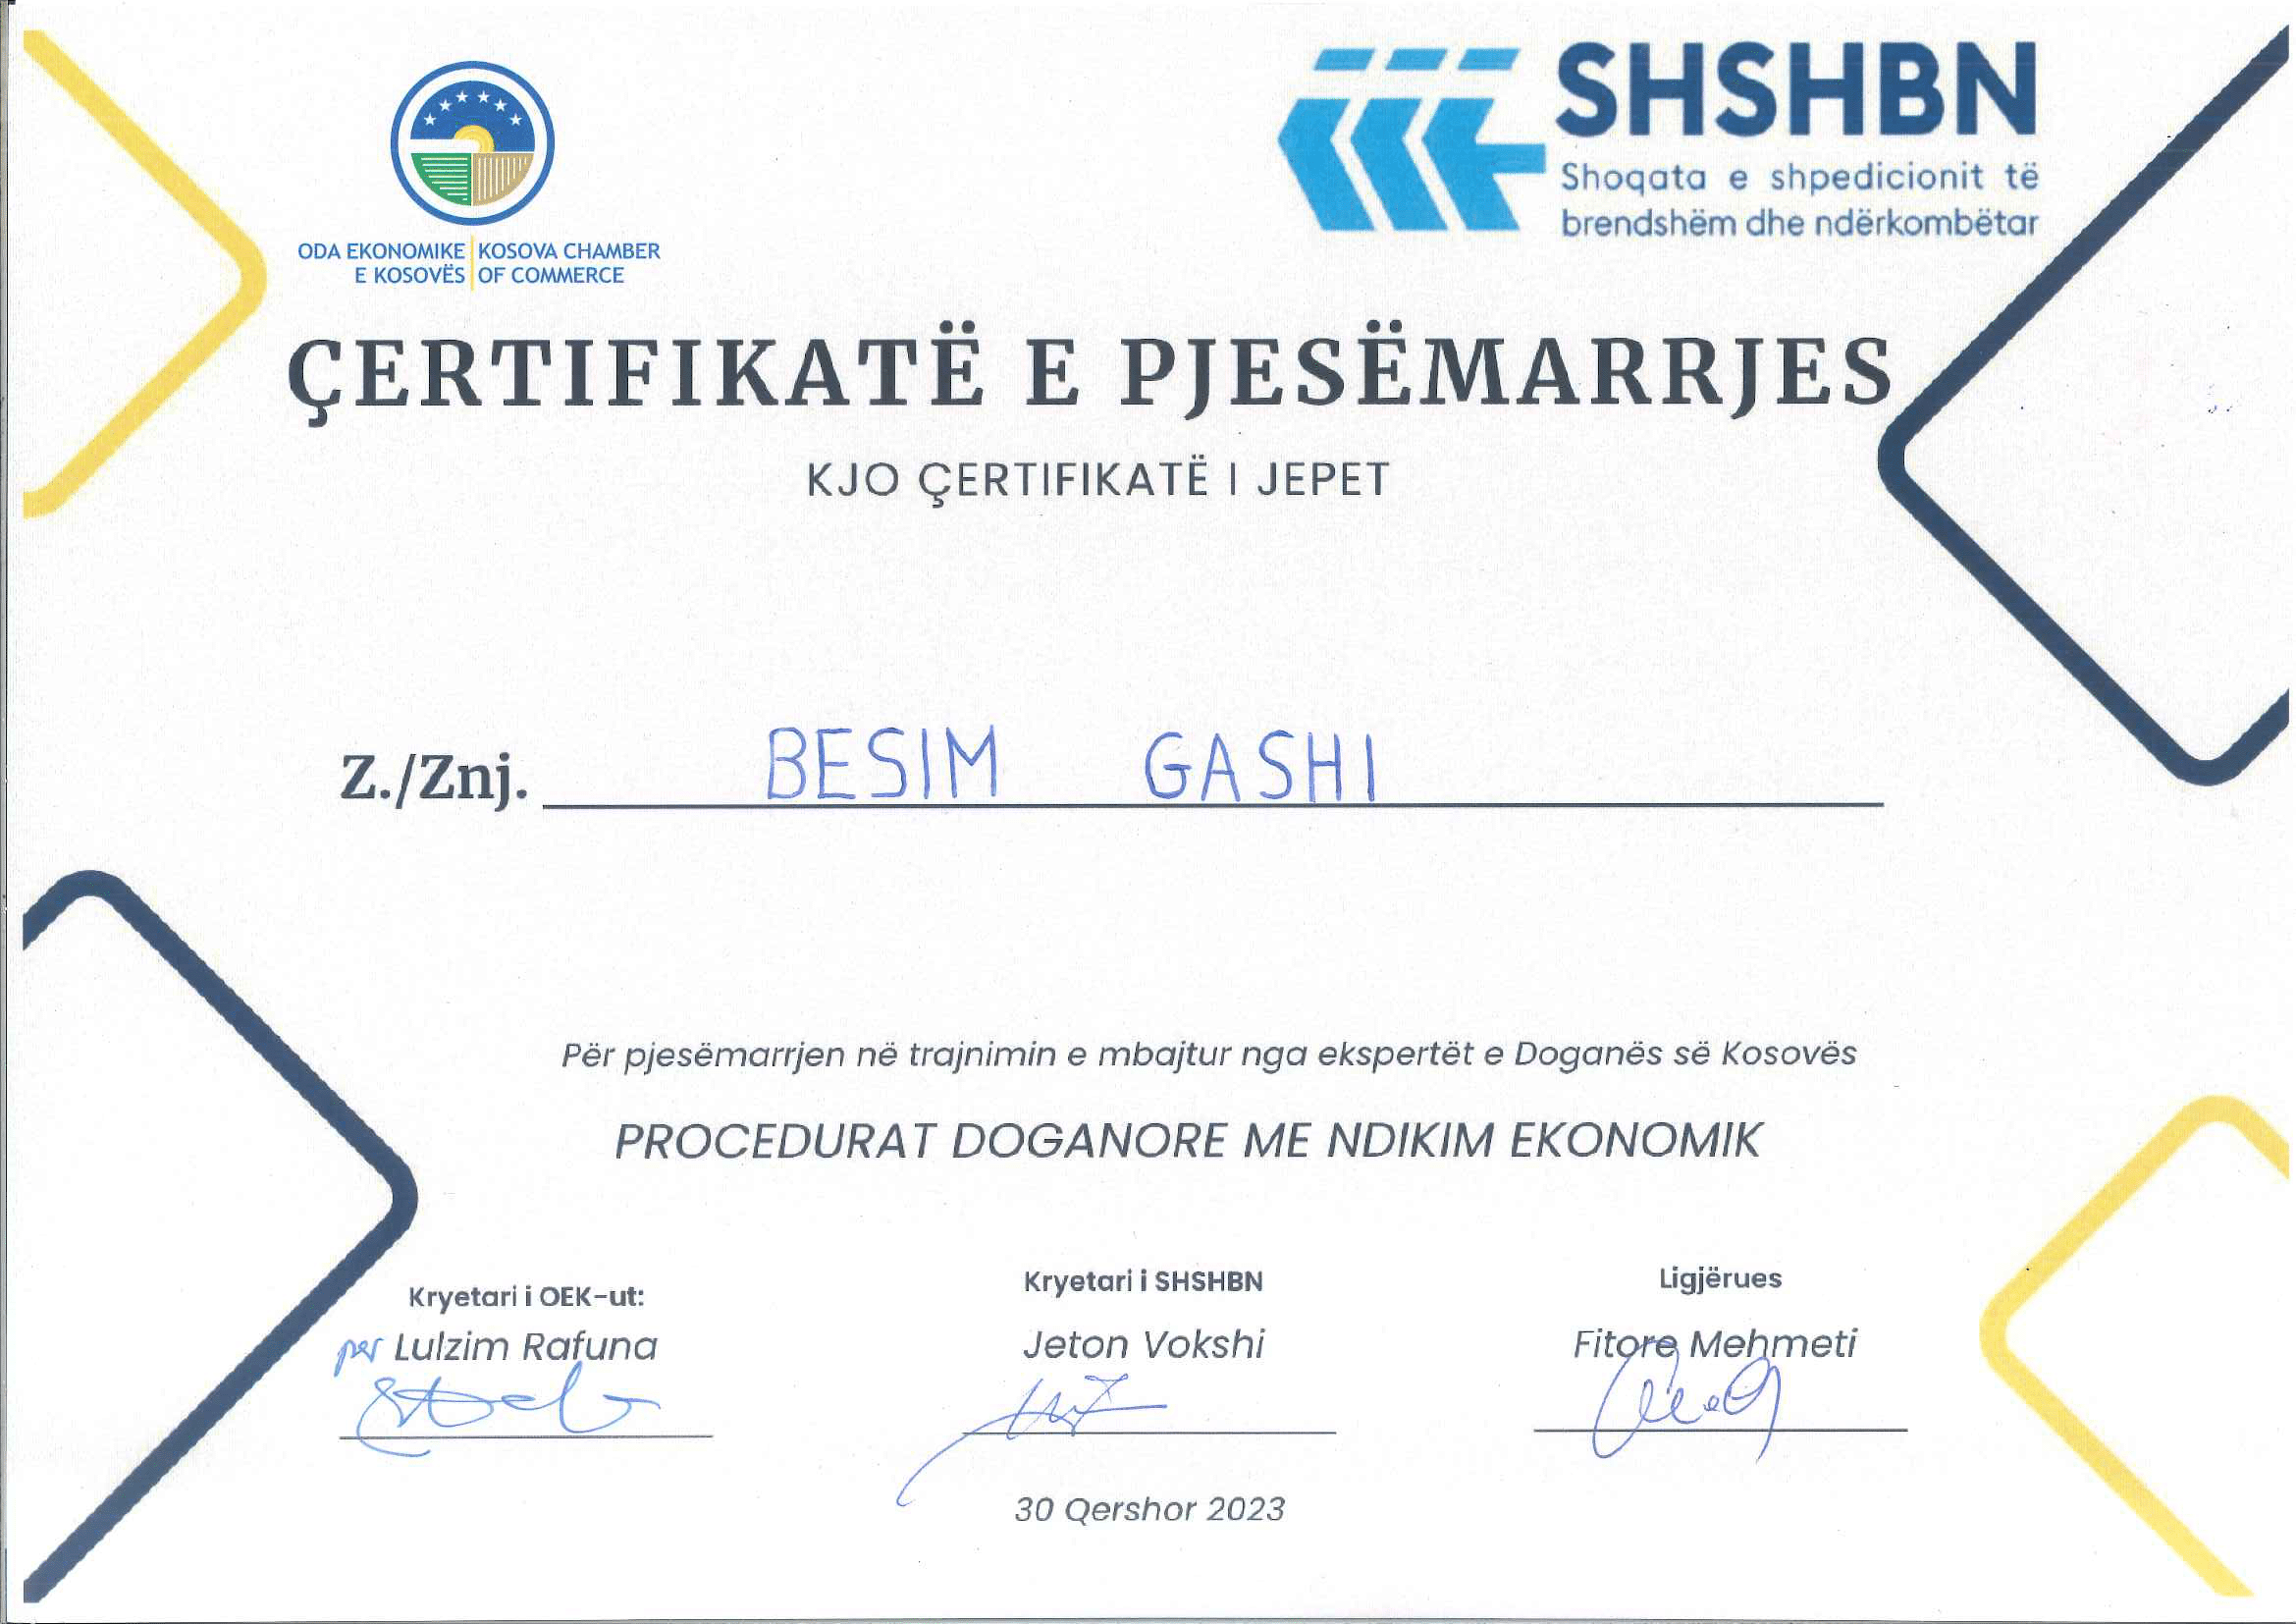 ODA EKONOMIKE E KOSOVËS
KOSOVA CHAMBER OF COMMERCE
SHSHBN
Shoqata e shpedicionit të
brendshëm dhe ndërkombëtar
ÇERTIFIKATË E PJESËMARRJES
KJO ÇERTIFIKATË I JEPET
Z./Znj. BESIM GASHI
Për pjesëmarrjen në trajnimin e mbajtur nga ekspertët e Doganës së Kosovës
PROCEDURAT DOGANORE ME NDIKIM EKONOMIK
Kryetari i OEK-ut:
per Lulzim Rafuna
Kryetari i SHSHBN
Jeton Vokshi
Ligjërues
Fitore Mehmeti
30 Qershor 2023